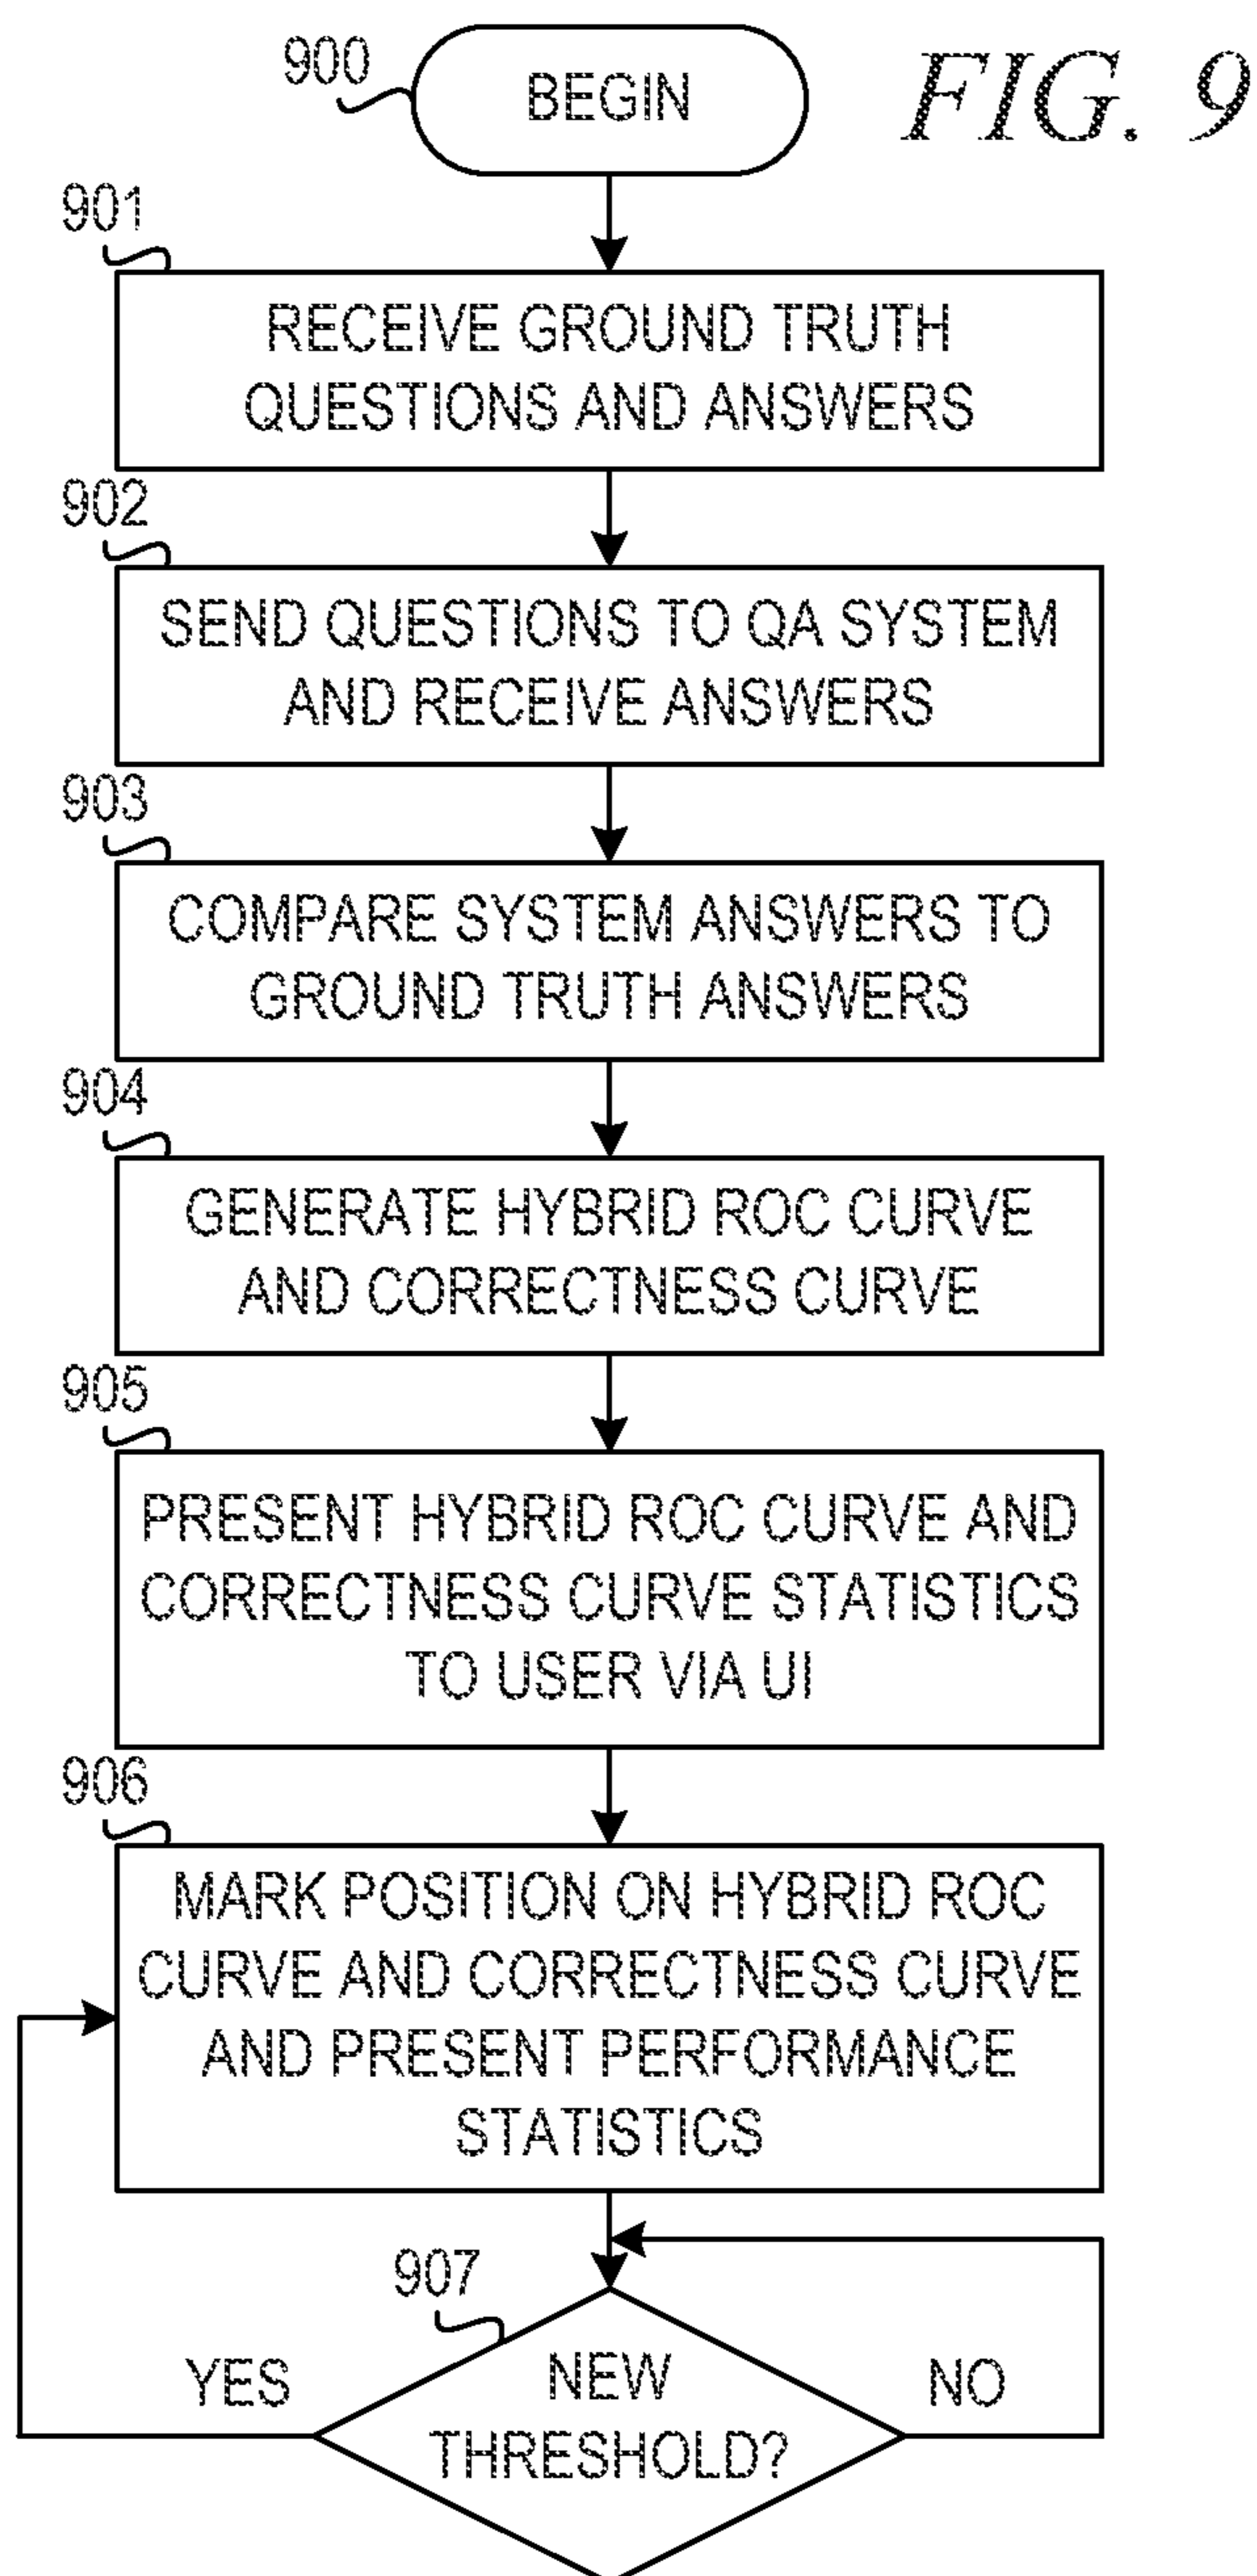 FIG. 9
900
BEGIN
901
RECEIVE GROUND TRUTH
QUESTIONS AND ANSWERS
902
SEND QUESTIONS TO QA SYSTEM
AND RECEIVE ANSWERS
903
COMPARE SYSTEM ANSWERS TO
GROUND TRUTH ANSWERS
904
GENERATE HYBRID ROC CURVE
AND CORRECTNESS CURVE
905
PRESENT HYBRID ROC CURVE AND
CORRECTNESS CURVE STATISTICS
TO USER VIA UI
906
MARK POSITION ON HYBRID ROC
CURVE AND CORRECTNESS CURVE
AND PRESENT PERFORMANCE
STATISTICS
907
YES
NEW
THRESHOLD?
NO